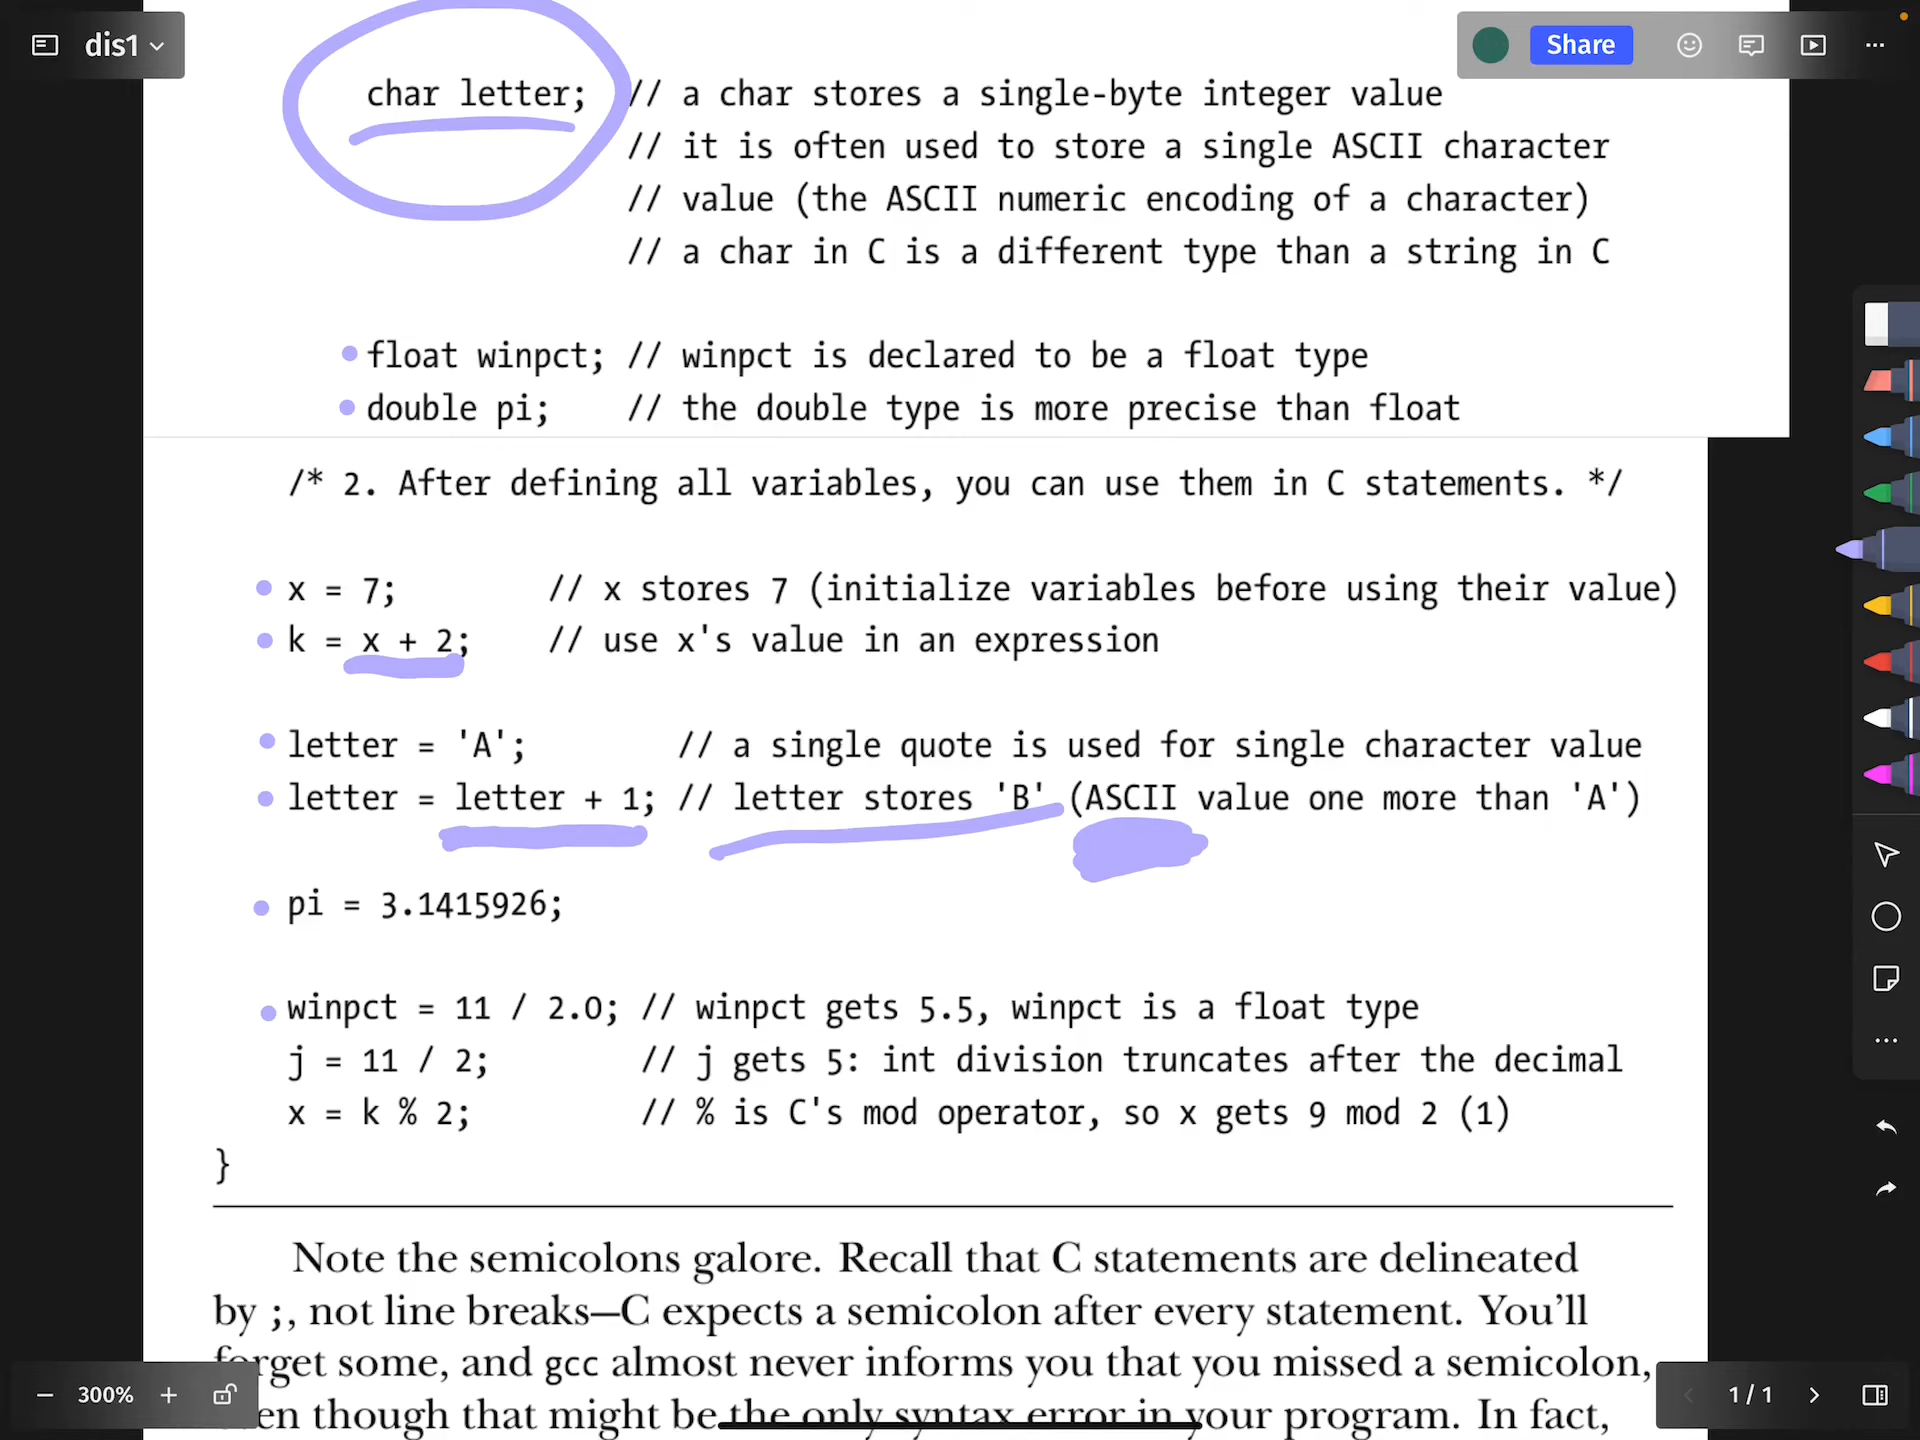 dis1
Share
char letter; // a char stores a single-byte integer value
// it is often used to store a single ASCII character
// value (the ASCII numeric encoding of a character)
// a char in C is a different type than a string in C
float winpct; // winpct is declared to be a float type
double pi; // the double type is more precise than float
/* 2. After defining all variables, you can use them in C statements. */
x = 7; // x stores 7 (initialize variables before using their value)
k = x + 2; // use x's value in an expression
letter = 'A'; // a single quote is used for single character value
letter = letter + 1; // letter stores 'B' (ASCII value one more than 'A')
pi = 3.1415926;
winpct = 11 / 2.0; // winpct gets 5.5, winpct is a float type
j = 11 / 2; // j gets 5: int division truncates after the decimal
x = k % 2; // % is C's mod operator, so x gets 9 mod 2 (1)
}
Note the semicolons galore. Recall that C statements are delineated
by ;, not line breaks—C expects a semicolon after every statement. You'll
forget some, and gcc almost never informs you that you missed a semicolon,
en though that might be the only syntax error in your program. In fact,
300%
1 / 1